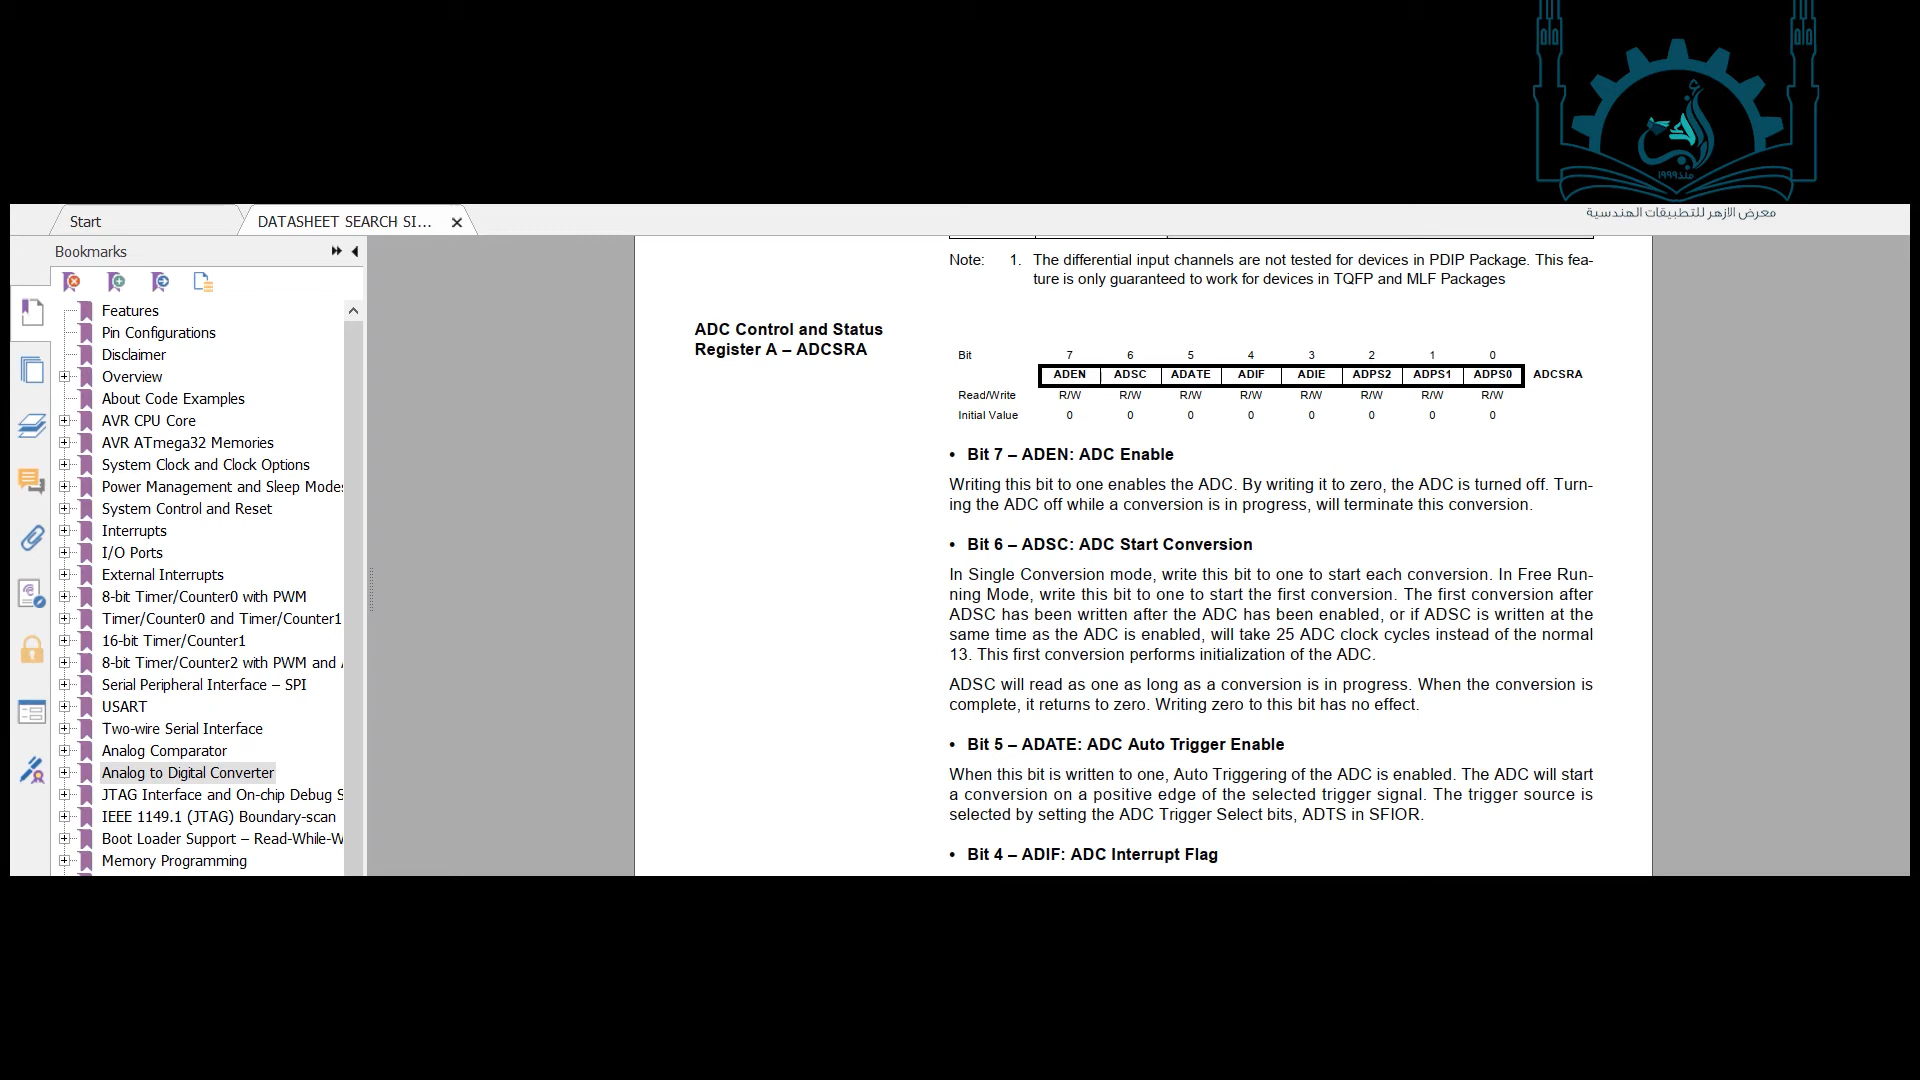 منذ ١٩٩٩
معرض الازهر للتطبيقات الهندسية
Start
DATASHEET SEARCH SI...
Bookmarks
Features
Pin Configurations
Disclaimer
Overview
About Code Examples
AVR CPU Core
AVR ATmega32 Memories
System Clock and Clock Options
Power Management and Sleep Modes
System Control and Reset
Interrupts
I/O Ports
External Interrupts
8-bit Timer/Counter0 with PWM
Timer/Counter0 and Timer/Counter1
16-bit Timer/Counter1
8-bit Timer/Counter2 with PWM and
Serial Peripheral Interface – SPI
USART
Two-wire Serial Interface
Analog Comparator
Analog to Digital Converter
JTAG Interface and On-chip Debug S
IEEE 1149.1 (JTAG) Boundary-scan
Boot Loader Support – Read-While-W
Memory Programming
Note: 1. The differential input channels are not tested for devices in PDIP Package. This fea-
ture is only guaranteed to work for devices in TQFP and MLF Packages
ADC Control and Status
Register A – ADCSRA
Bit 7 6 5 4 3 2 1 0
ADEN ADSC ADATE ADIF ADIE ADPS2 ADPS1 ADPS0 ADCSRA
Read/Write R/W R/W R/W R/W R/W R/W R/W R/W
Initial Value 0 0 0 0 0 0 0 0
• Bit 7 – ADEN: ADC Enable
Writing this bit to one enables the ADC. By writing it to zero, the ADC is turned off. Turn-
ing the ADC off while a conversion is in progress, will terminate this conversion.
• Bit 6 – ADSC: ADC Start Conversion
In Single Conversion mode, write this bit to one to start each conversion. In Free Run-
ning Mode, write this bit to one to start the first conversion. The first conversion after
ADSC has been written after the ADC has been enabled, or if ADSC is written at the
same time as the ADC is enabled, will take 25 ADC clock cycles instead of the normal
13. This first conversion performs initialization of the ADC.
ADSC will read as one as long as a conversion is in progress. When the conversion is
complete, it returns to zero. Writing zero to this bit has no effect.
• Bit 5 – ADATE: ADC Auto Trigger Enable
When this bit is written to one, Auto Triggering of the ADC is enabled. The ADC will start
a conversion on a positive edge of the selected trigger signal. The trigger source is
selected by setting the ADC Trigger Select bits, ADTS in SFIOR.
• Bit 4 – ADIF: ADC Interrupt Flag